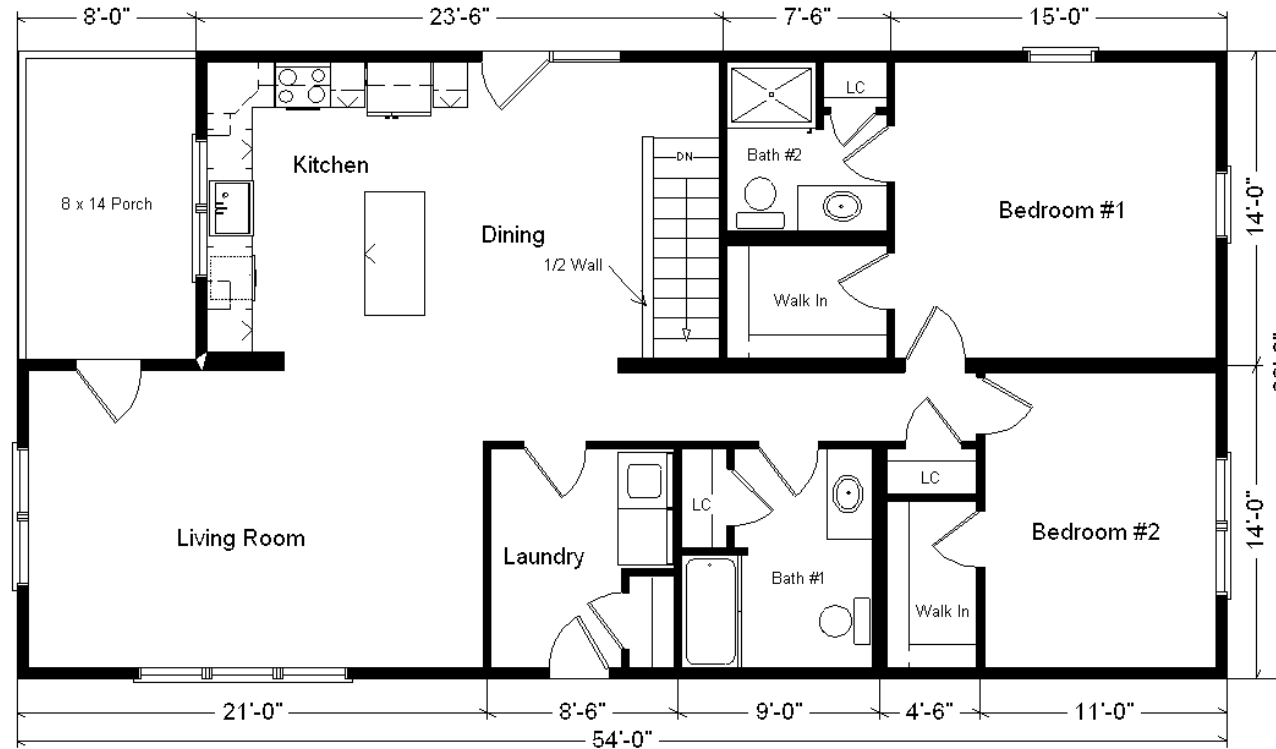 8'-0"
23'-6"
7'-6"
15'-0"
LC
Kitchen
DN
Bath #2
8 x 14 Porch
Bedroom #1
14'-0"
Dining
1/2 Wall
Walk In
LC
LC
Living Room
Laundry
Bedroom #2
14'-0"
Bath #1
Walk In
21'-0"
8'-6"
9'-0"
4'-6"
11'-0"
54'-0"